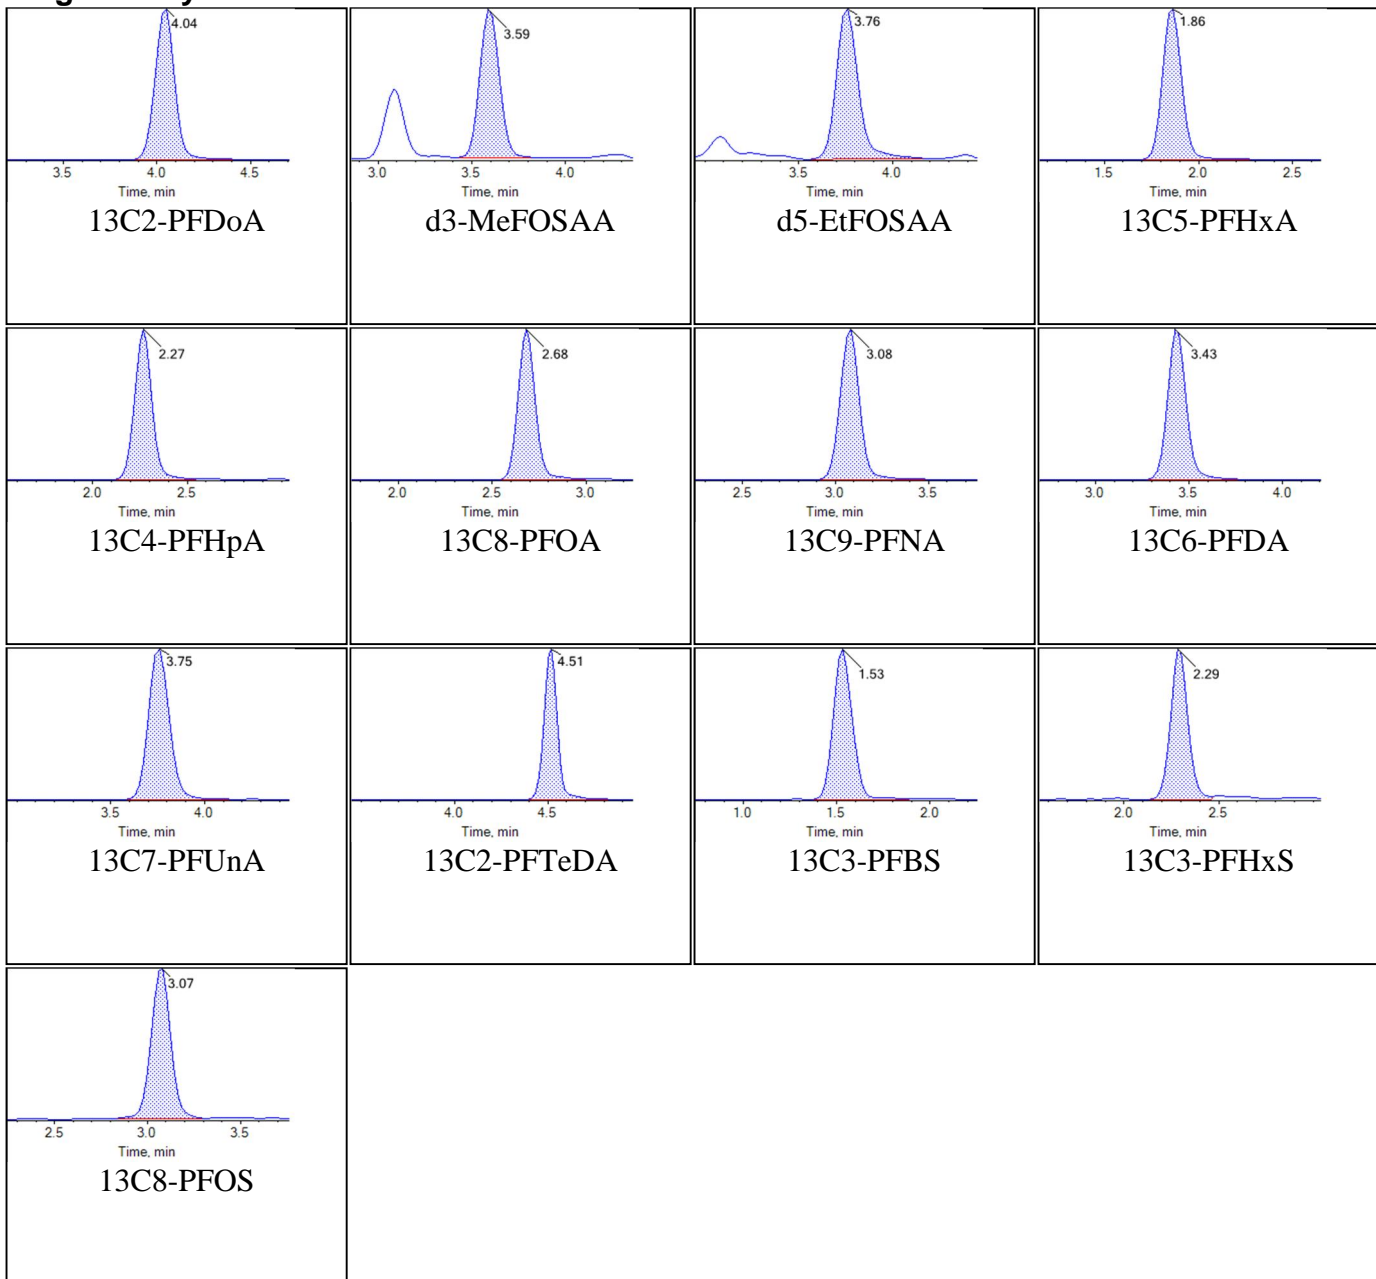 4.04 3.59 3.76 1.86
3.5 4.0 4.5 3.0 3.5 4.0 3.5 4.0 1.5 2.0 2.5
Time, min Time, min Time, min Time, min
13C2-PFDoA d3-MeFOSAA d5-EtFOSAA 13C5-PFHxA
2.27 2.68 3.08 3.43
2.0 2.5 2.0 2.5 3.0 2.5 3.0 3.5 3.0 3.5 4.0
Time, min Time, min Time, min Time, min
13C4-PFHpA 13C8-PFOA 13C9-PFNA 13C6-PFDA
3.75 4.51 1.53 2.29
3.5 4.0 4.0 4.5 1.0 1.5 2.0 2.0 2.5
Time, min Time, min Time, min Time, min
13C7-PFUnA 13C2-PFTeDA 13C3-PFBS 13C3-PFHxS
3.07
2.5 3.0 3.5
Time, min
13C8-PFOS